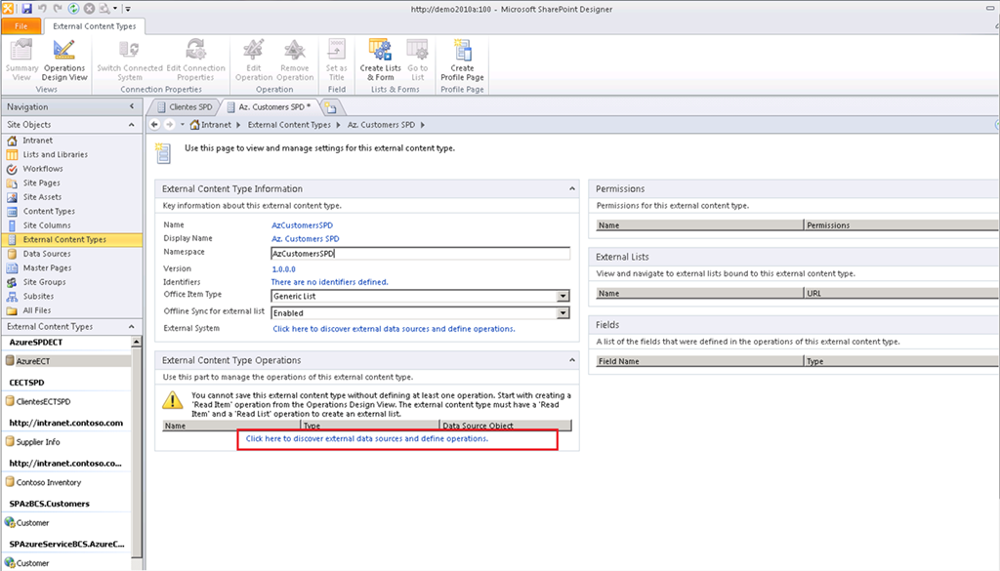 http://demo2010a:100 - Microsoft SharePoint Designer
File
External Content Types
Summary View
Operations Design View
Switch Connected System
Edit Connection Properties
Edit Operation
Remove Operation
Set as Title
Create Lists & Form
Go to List
Create Profile Page
Views
Connection Properties
Operation
Field
Lists & Forms
Profile Page
Navigation
Clientes SPD
Az. Customers SPD *
Site Objects
Intranet
Lists and Libraries
Workflows
Site Pages
Site Assets
Content Types
Site Columns
External Content Types
Data Sources
Master Pages
Site Groups
Subsites
All Files
External Content Types
AzureSPDECT
AzureECT
CECTSPD
ClientesECTSPD
http://intranet.contoso.com
Supplier Info
http://intranet.contoso.co...
Contoso Inventory
SPAzBCS.Customers
Customer
SPAzureServiceBCS.AzureC...
Customer
Intranet
External Content Types
Az. Customers SPD
Use this page to view and manage settings for this external content type.
External Content Type Information
Key information about this external content type.
Name AzCustomersSPD
Display Name Az. Customers SPD
Namespace AzCustomersSPD
Version 1.0.0.0
Identifiers There are no identifiers defined.
Office Item Type Generic List
Offline Sync for external list Enabled
External System Click here to discover external data sources and define operations.
External Content Type Operations
Use this part to manage the operations of this external content type.
You cannot save this external content type without defining at least one operation. Start with creating a
'Read Item' operation from the Operations Design View. The external content type must have a 'Read
Item' and a 'Read List' operation to create an external list.
Name Type Data Source Object
Click here to discover external data sources and define operations.
Permissions
Permissions for this external content type.
Name Permissions
External Lists
View and navigate to external lists bound to this external content type.
Name URL
Fields
A list of the fields that were defined in the operations of this external content type.
Field Name Type